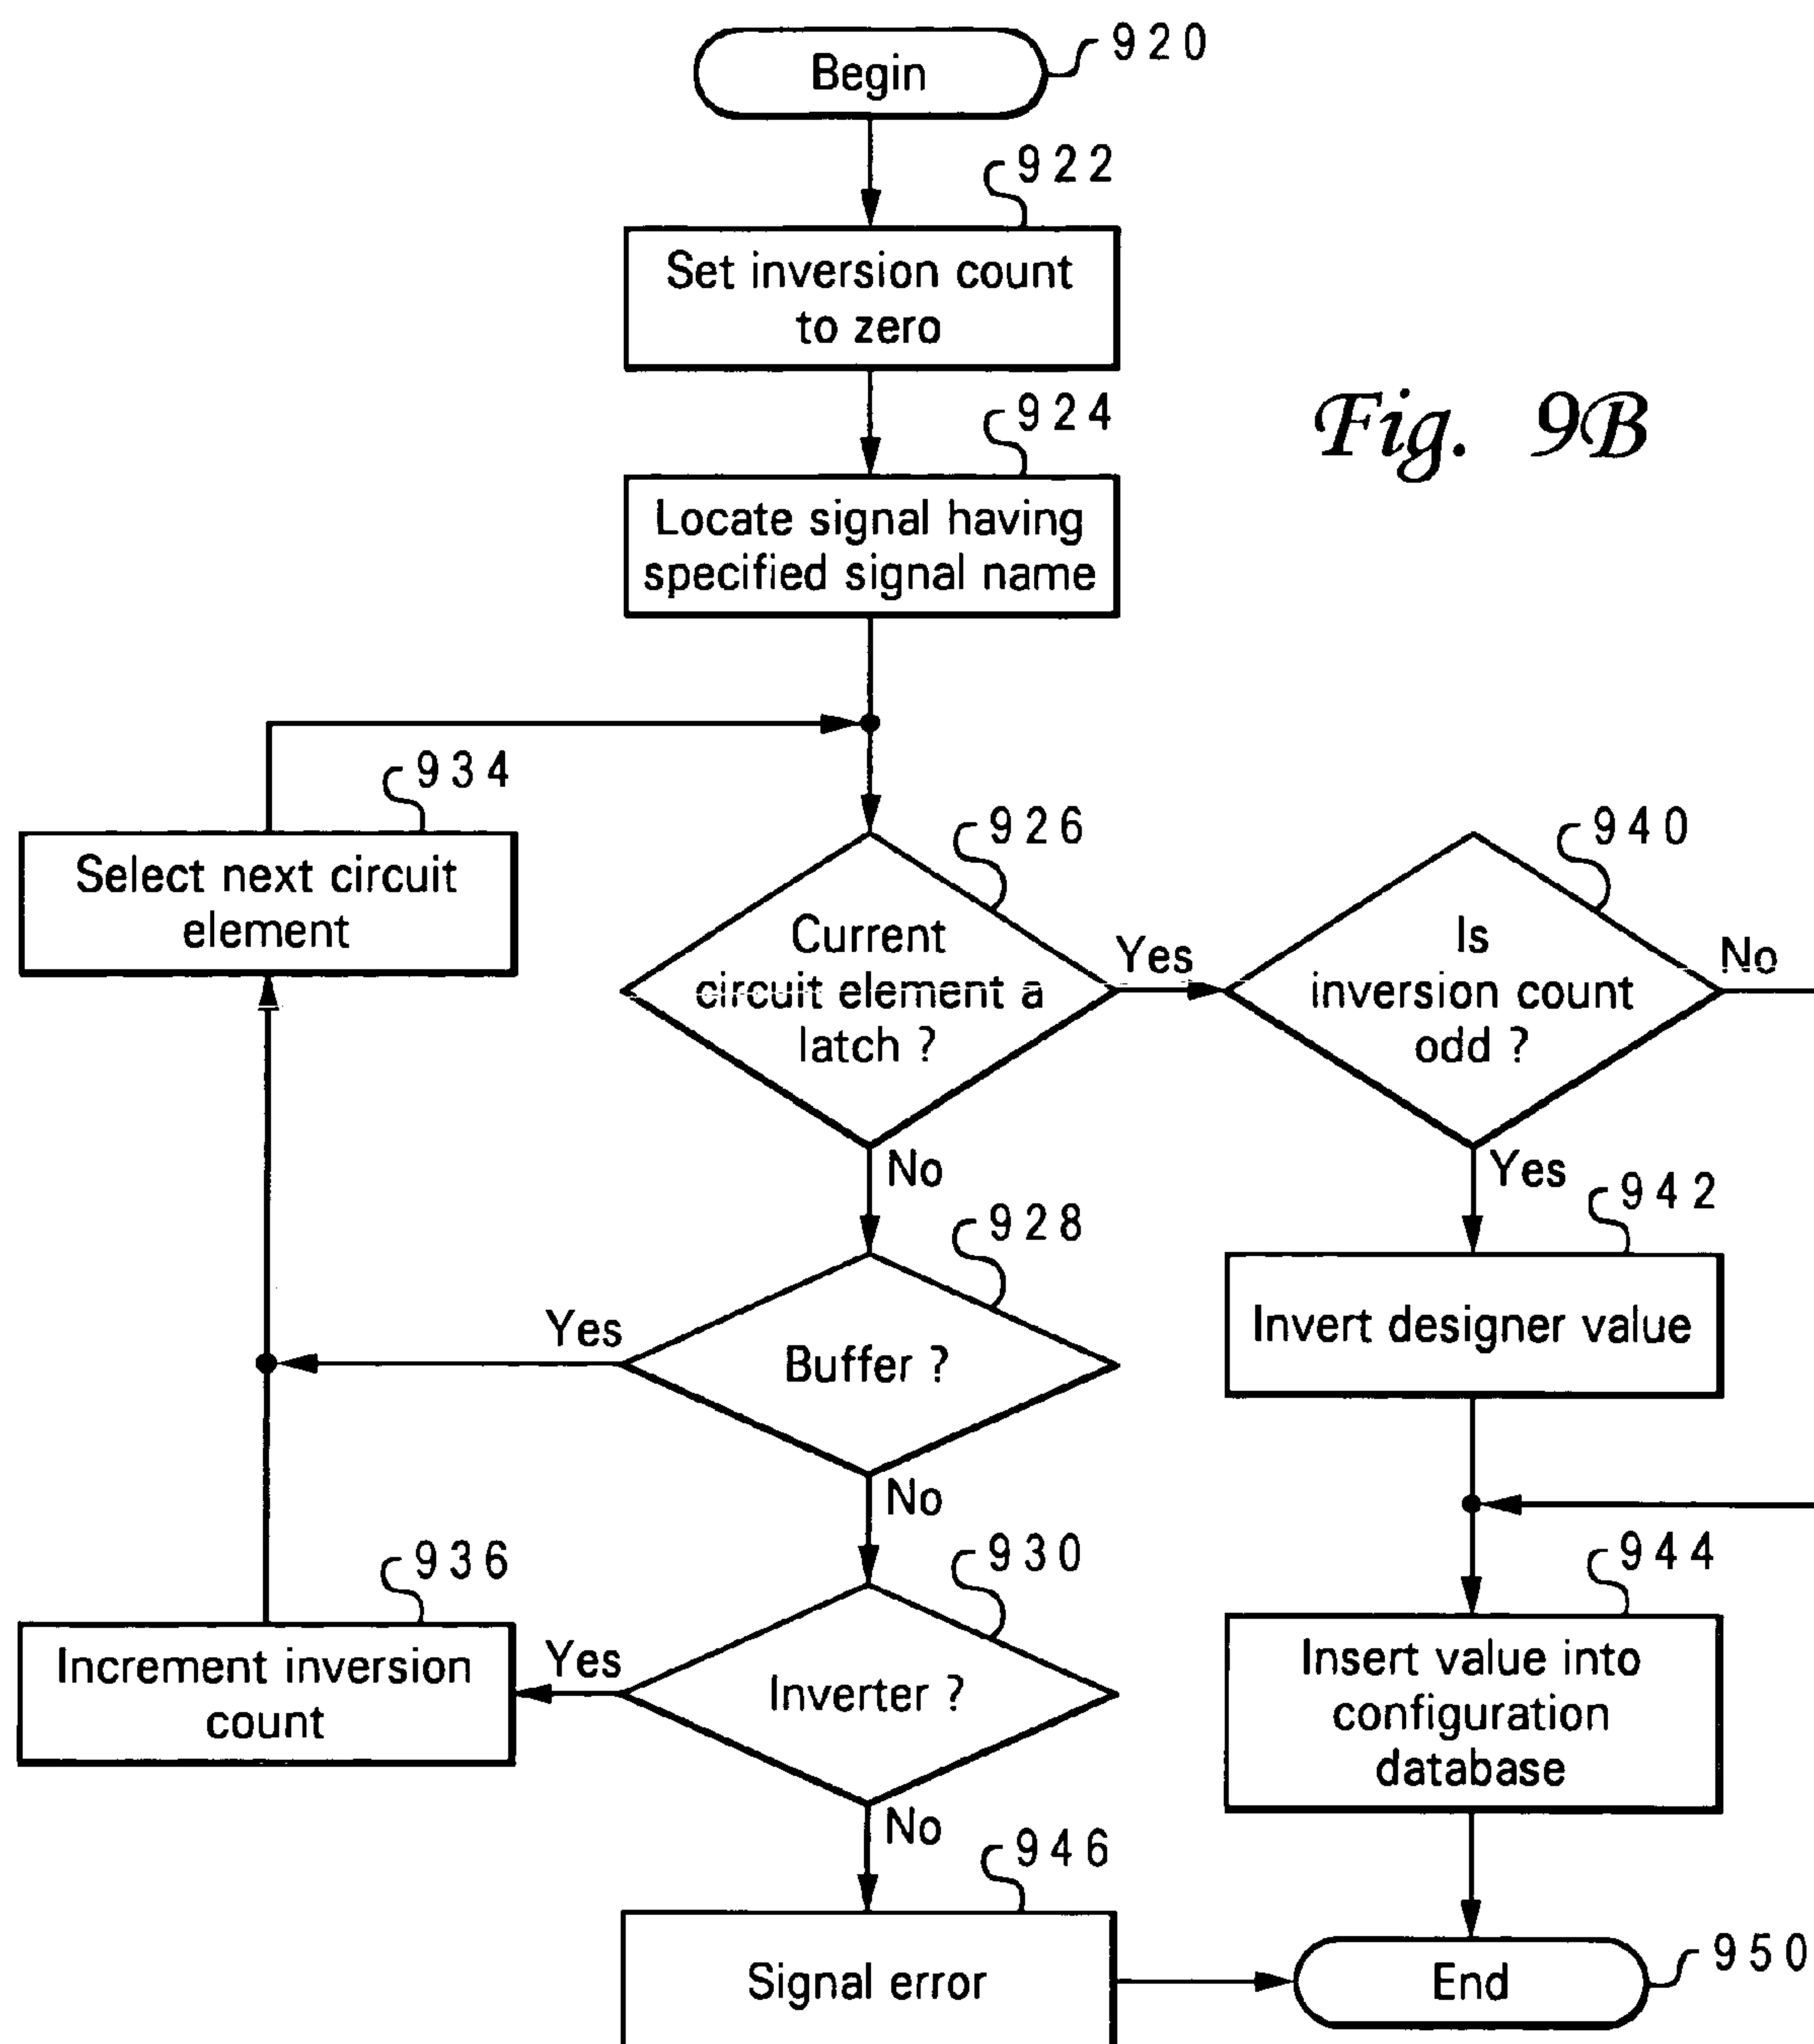 Begin
920
922
Set inversion count
to zero
Fig. 9B
924
Locate signal having
specified signal name
934
Select next circuit
element
926
Current
circuit element a
latch ?
Yes
No
940
Is
inversion count
odd ?
No
Yes
928
Buffer ?
Yes
No
942
Invert designer value
930
Inverter ?
Yes
No
936
Increment inversion
count
944
Insert value into
configuration
database
946
Signal error
End
950